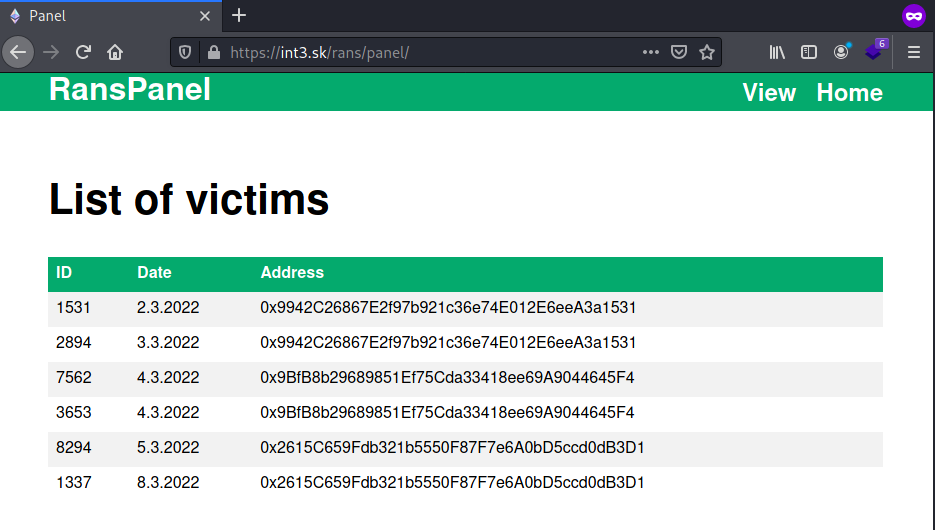 Panel
https://int3.sk/rans/panel/
6
RansPanel View Home
List of victims
ID Date Address
1531 2.3.2022 0x9942C26867E2f97b921c36e74E012E6eeA3a1531
2894 3.3.2022 0x9942C26867E2f97b921c36e74E012E6eeA3a1531
7562 4.3.2022 0x9BfB8b29689851Ef75Cda33418ee69A9044645F4
3653 4.3.2022 0x9BfB8b29689851Ef75Cda33418ee69A9044645F4
8294 5.3.2022 0x2615C659Fdb321b5550F87F7e6A0bD5ccd0dB3D1
1337 8.3.2022 0x2615C659Fdb321b5550F87F7e6A0bD5ccd0dB3D1